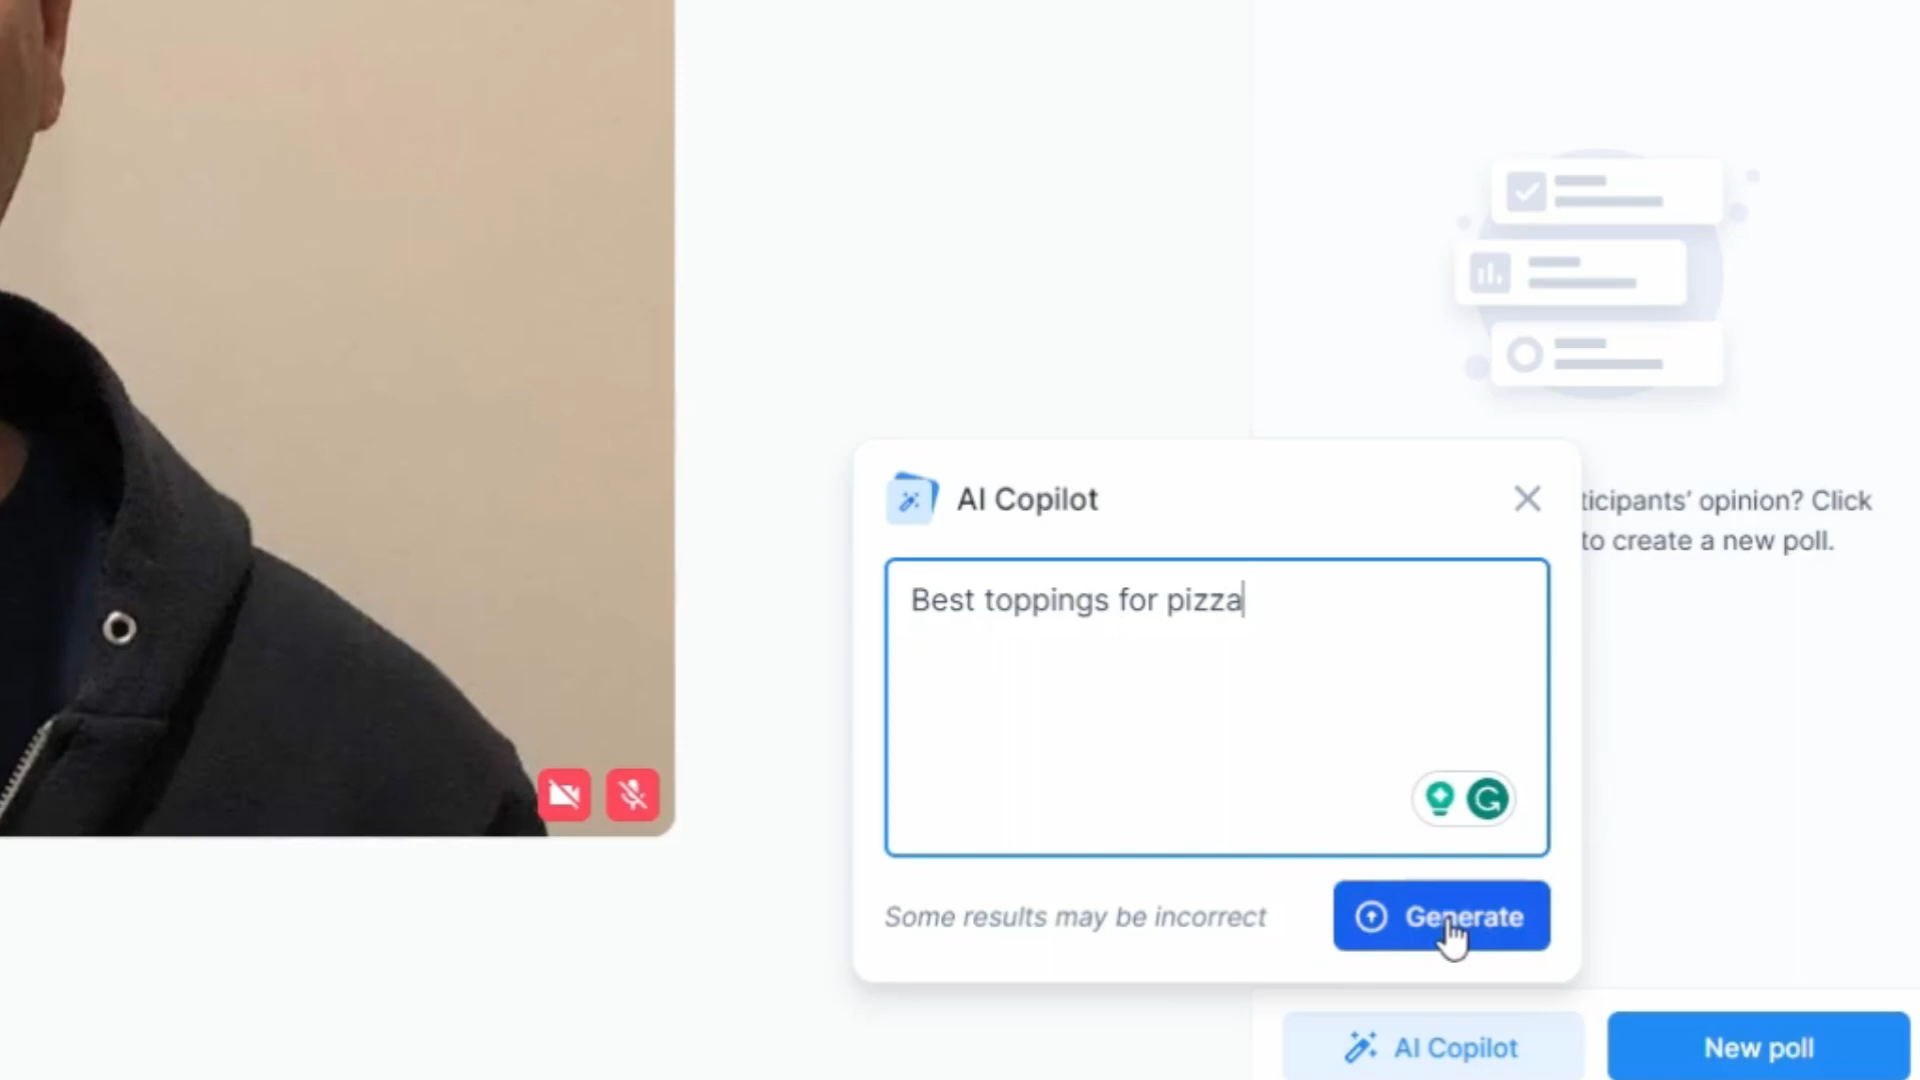 AI Copilot
ticipants' opinion? Click
to create a new poll.
Best toppings for pizza
Some results may be incorrect
Generate
AI Copilot
New poll